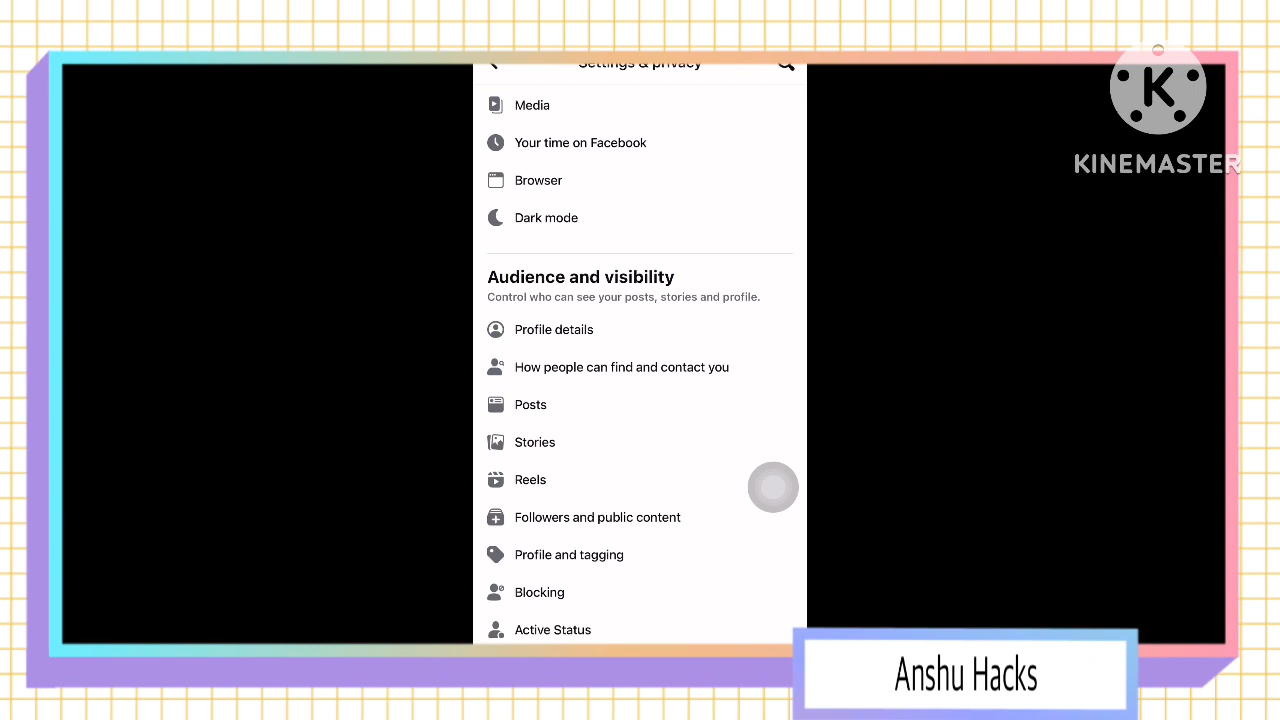 Settings & privacy
Media
Your time on Facebook
Browser
Dark mode
Audience and visibility
Control who can see your posts, stories and profile.
Profile details
How people can find and contact you
Posts
Stories
Reels
Followers and public content
Profile and tagging
Blocking
Active Status
K
KINEMASTER
Anshu Hacks